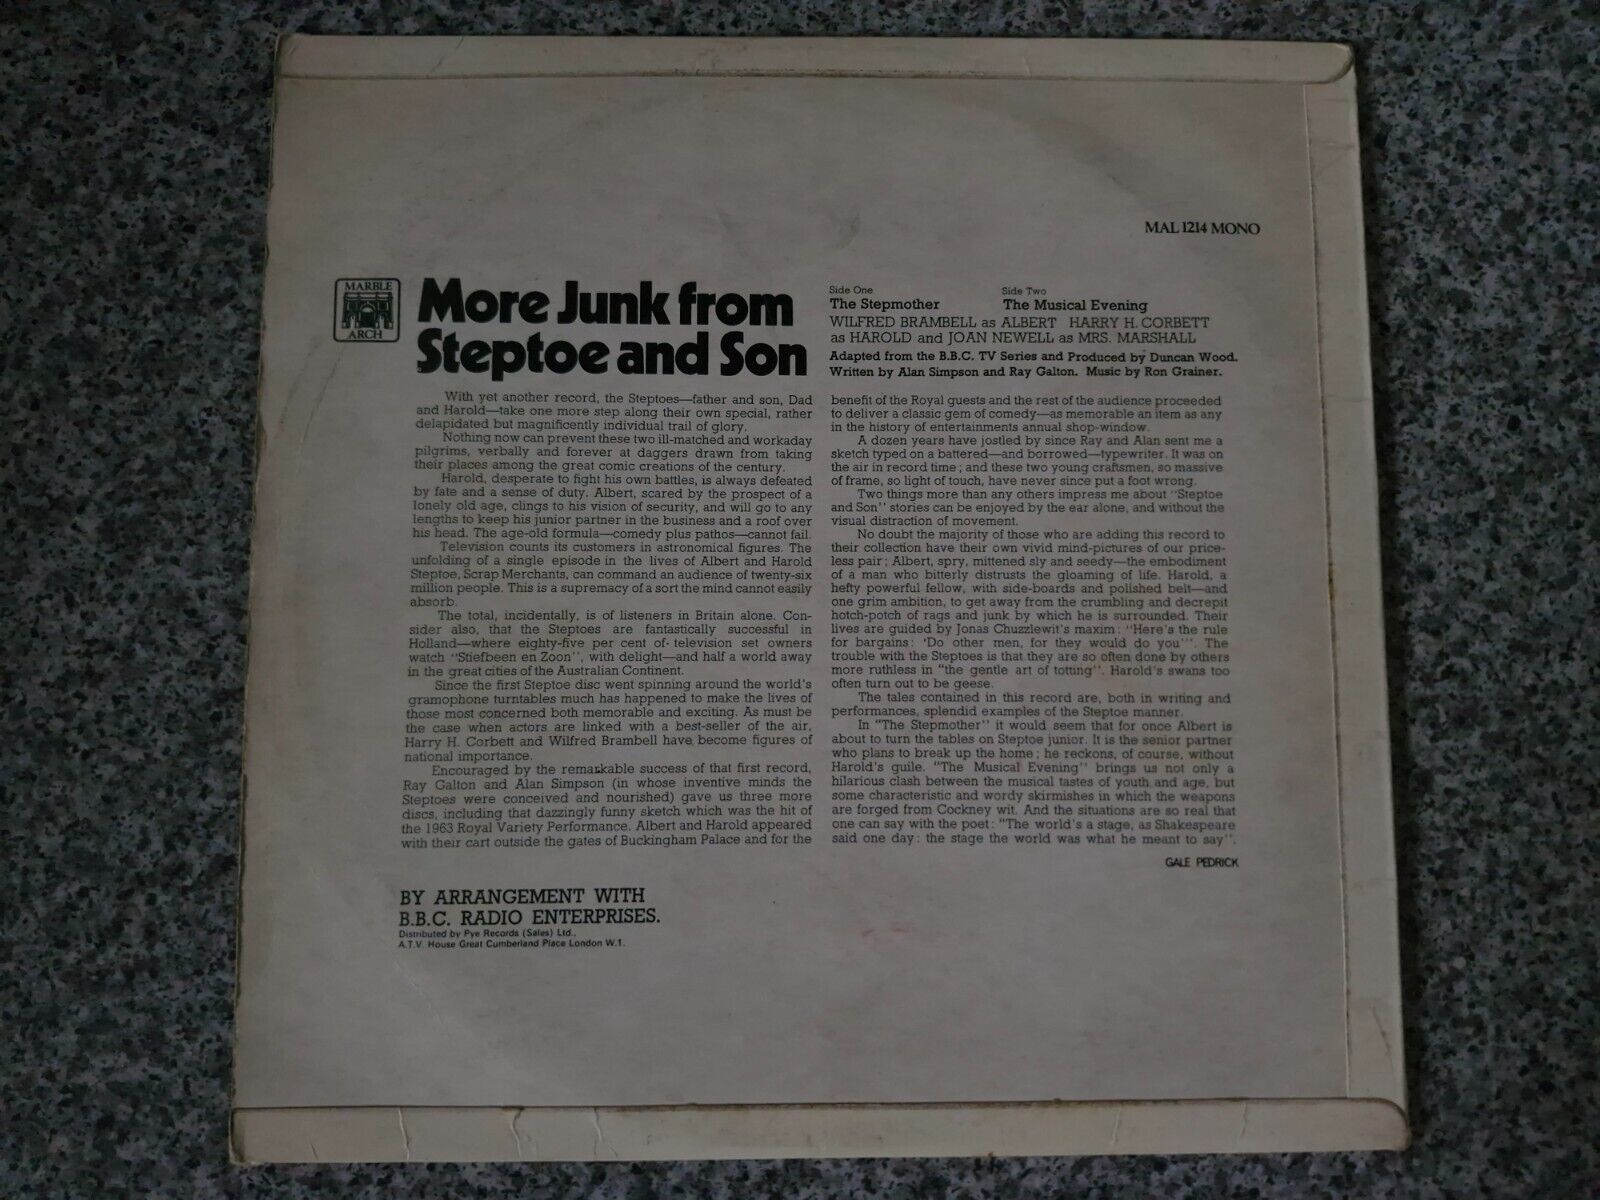 MAL 1214 MONO
MARBLE
ARCH
More Junk from
Steptoe and Son
Side One
The Stepmother
Side Two
The Musical Evening
WILFRED BRAMBELL as ALBERT HARRY H. CORBETT
as HAROLD and JOAN NEWELL as MRS. MARSHALL
Adapted from the B.B.C. TV Series and Produced by Duncan Wood.
Written by Alan Simpson and Ray Galton. Music by Ron Grainer.
With yet another record, the Steptoes—father and son, Dad
and Harold—take one more step along their own special, rather
delapidated but magnificently individual trail of glory.
Nothing now can prevent these two ill-matched and workaday
pilgrims, verbally and forever at daggers drawn from taking
their places among the great comic creations of the century.
Harold, desperate to fight his own battles, is always defeated
by fate and a sense of duty. Albert, scared by the prospect of a
lonely old age, clings to his vision of security, and will go to any
lengths to keep his junior partner in the business and a roof over
his head. The age-old formula—comedy plus pathos—cannot fail.
Television counts its customers in astronomical figures. The
unfolding of a single episode in the lives of Albert and Harold
Steptoe, Scrap Merchants, can command an audience of twenty-six
million people. This is a supremacy of a sort the mind cannot easily
absorb.
The total, incidentally, is of listeners in Britain alone. Con-
sider also, that the Steptoes are fantastically successful in
Holland—where eighty-five per cent of television set owners
watch "Stiefbeen en Zoon", with delight—and half a world away
in the great cities of the Australian Continent.
Since the first Steptoe disc went spinning around the world's
gramophone turntables much has happened to make the lives of
those most concerned both memorable and exciting. As must be
the case when actors are linked with a best-seller of the air,
Harry H. Corbett and Wilfred Brambell have become figures of
national importance.
Encouraged by the remarkable success of that first record,
Ray Galton and Alan Simpson (in whose inventive minds the
Steptoes were conceived and nourished) gave us three more
discs, including that dazzingly funny sketch which was the hit of
the 1963 Royal Variety Performance. Albert and Harold appeared
with their cart outside the gates of Buckingham Palace and for the
benefit of the Royal guests and the rest of the audience proceeded
to deliver a classic gem of comedy—as memorable an item as any
in the history of entertainments annual shop-window.
A dozen years have jostled by since Ray and Alan sent me a
sketch typed on a battered—and borrowed—typewriter. It was on
the air in record time; and these two young craftsmen, so massive
of frame, so light of touch, have never since put a foot wrong.
Two things more than any others impress me about "Steptoe
and Son" stories can be enjoyed by the ear alone, and without the
visual distraction of movement.
No doubt the majority of those who are adding this record to
their collection have their own vivid mind-pictures of our price-
less pair; Albert, spry, mittened sly and seedy—the embodiment
of a man who bitterly distrusts the gloaming of life. Harold, a
hefty powerful fellow, with side-boards and polished belt—and
one grim ambition, to get away from the crumbling and decrepit
hotch-potch of rags and junk by which he is surrounded. Their
lives are guided by Jonas Chuzzlewit's maxim: "Here's the rule
for bargains: 'Do other men, for they would do you'". The
trouble with the Steptoes is that they are so often done by others
more ruthless in "the gentle art of totting". Harold's swans too
often turn out to be geese.
The tales contained in this record are, both in writing and
performances, splendid examples of the Steptoe manner.
In "The Stepmother" it would seem that for once Albert is
about to turn the tables on Steptoe junior. It is the senior partner
who plans to break up the home; he reckons, of course, without
Harold's guile. "The Musical Evening" brings us not only a
hilarious clash between the musical tastes of youth and age, but
some characteristic and wordy skirmishes in which the weapons
are forged from Cockney wit. And the situations are so real that
one can say with the poet: "The world's a stage, as Shakespeare
said one day: the stage the world was what he meant to say".
GALE PEDRICK
BY ARRANGEMENT WITH
B.B.C. RADIO ENTERPRISES.
Distributed by Pye Records (Sales) Ltd.,
A.T.V. House Great Cumberland Place London W.1.